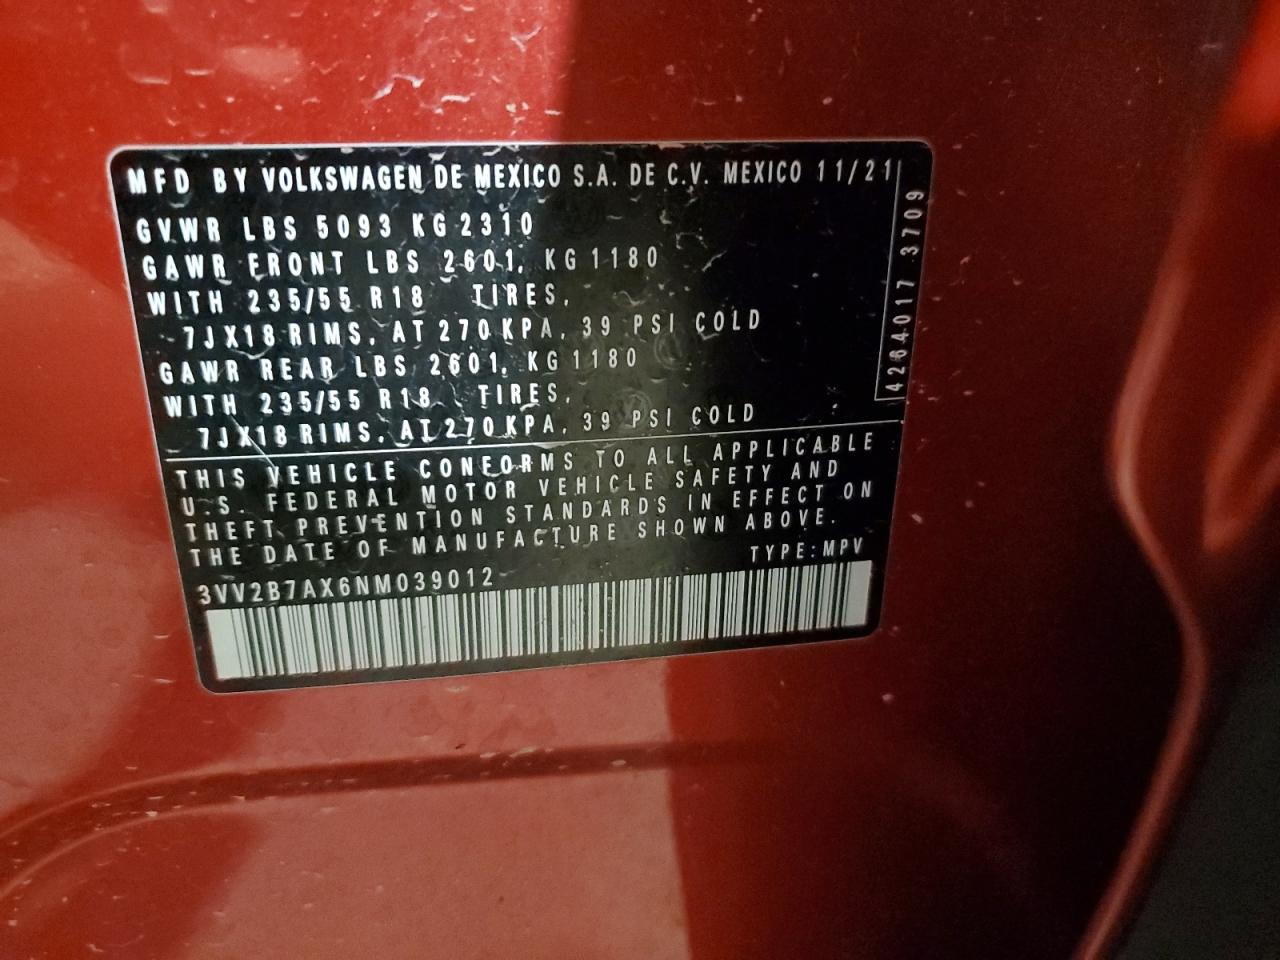 MFD BY VOLKSWAGEN DE MEXICO S.A. DE C.V. MEXICO 11/21
GVWR LBS 5093 KG 2310
GAWR FRONT LBS 2601, KG 1180
WITH 235/55 R18 TIRES,
7JX18 RIMS, AT 270 KPA, 39 PSI COLD
GAWR REAR LBS 2601, KG 1180
WITH 235/55 R18 TIRES,
7JX18 RIMS, AT 270 KPA, 39 PSI COLD
4264017 3709
THIS VEHICLE CONFORMS TO ALL APPLICABLE
U.S. FEDERAL MOTOR VEHICLE SAFETY AND
THEFT PREVENTION STANDARDS IN EFFECT ON
THE DATE OF MANUFACTURE SHOWN ABOVE.
TYPE:MPV
3VV2B7AX6NM039012